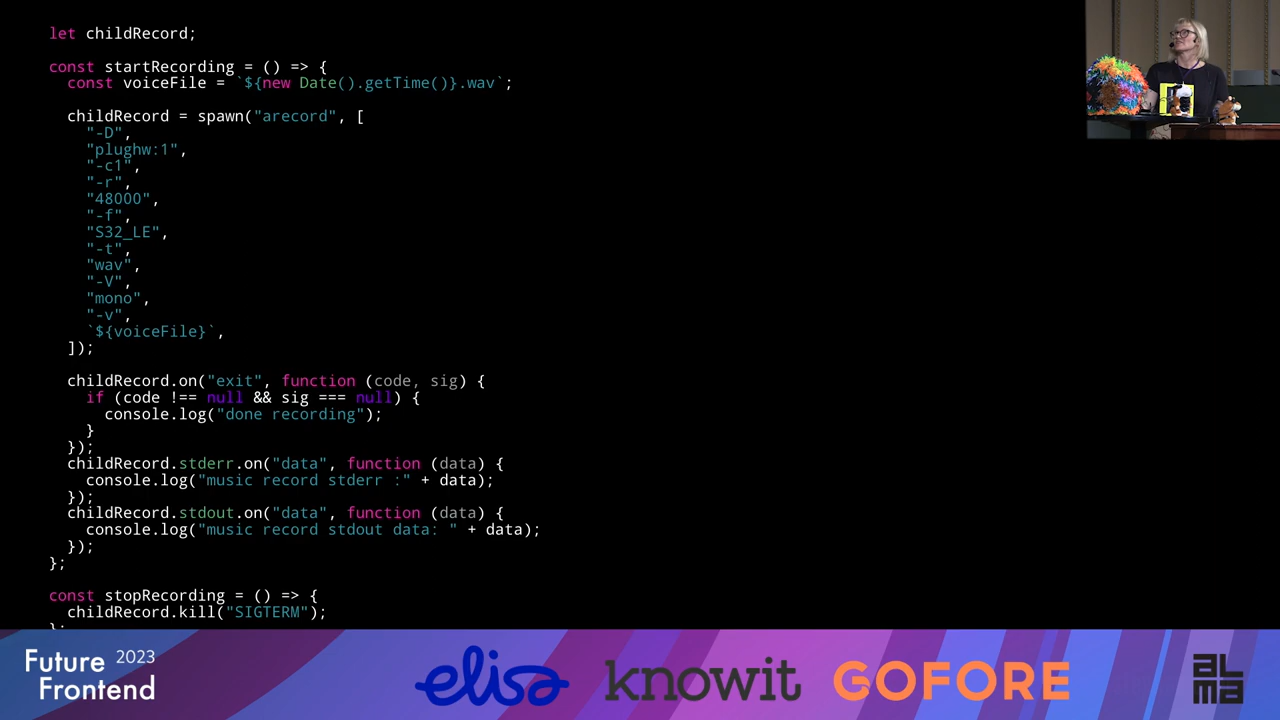 let childRecord;
const startRecording = () => {
const voiceFile = `${new Date().getTime()}.wav`;
childRecord = spawn("arecord", [
"-D",
"plughw:1",
"-c1",
"-r",
"48000",
"-f",
"S32_LE",
"-t",
"wav",
"-V",
"mono",
"-v",
`${voiceFile}`,
]);
childRecord.on("exit", function (code, sig) {
if (code !== null && sig === null) {
console.log("done recording");
}
});
childRecord.stderr.on("data", function (data) {
console.log("music record stderr :" + data);
});
childRecord.stdout.on("data", function (data) {
console.log("music record stdout data: " + data);
});
};
const stopRecording = () => {
childRecord.kill("SIGTERM");
};
Future 2023
Frontend
elisa
knowit
GOFORE
aL
ma